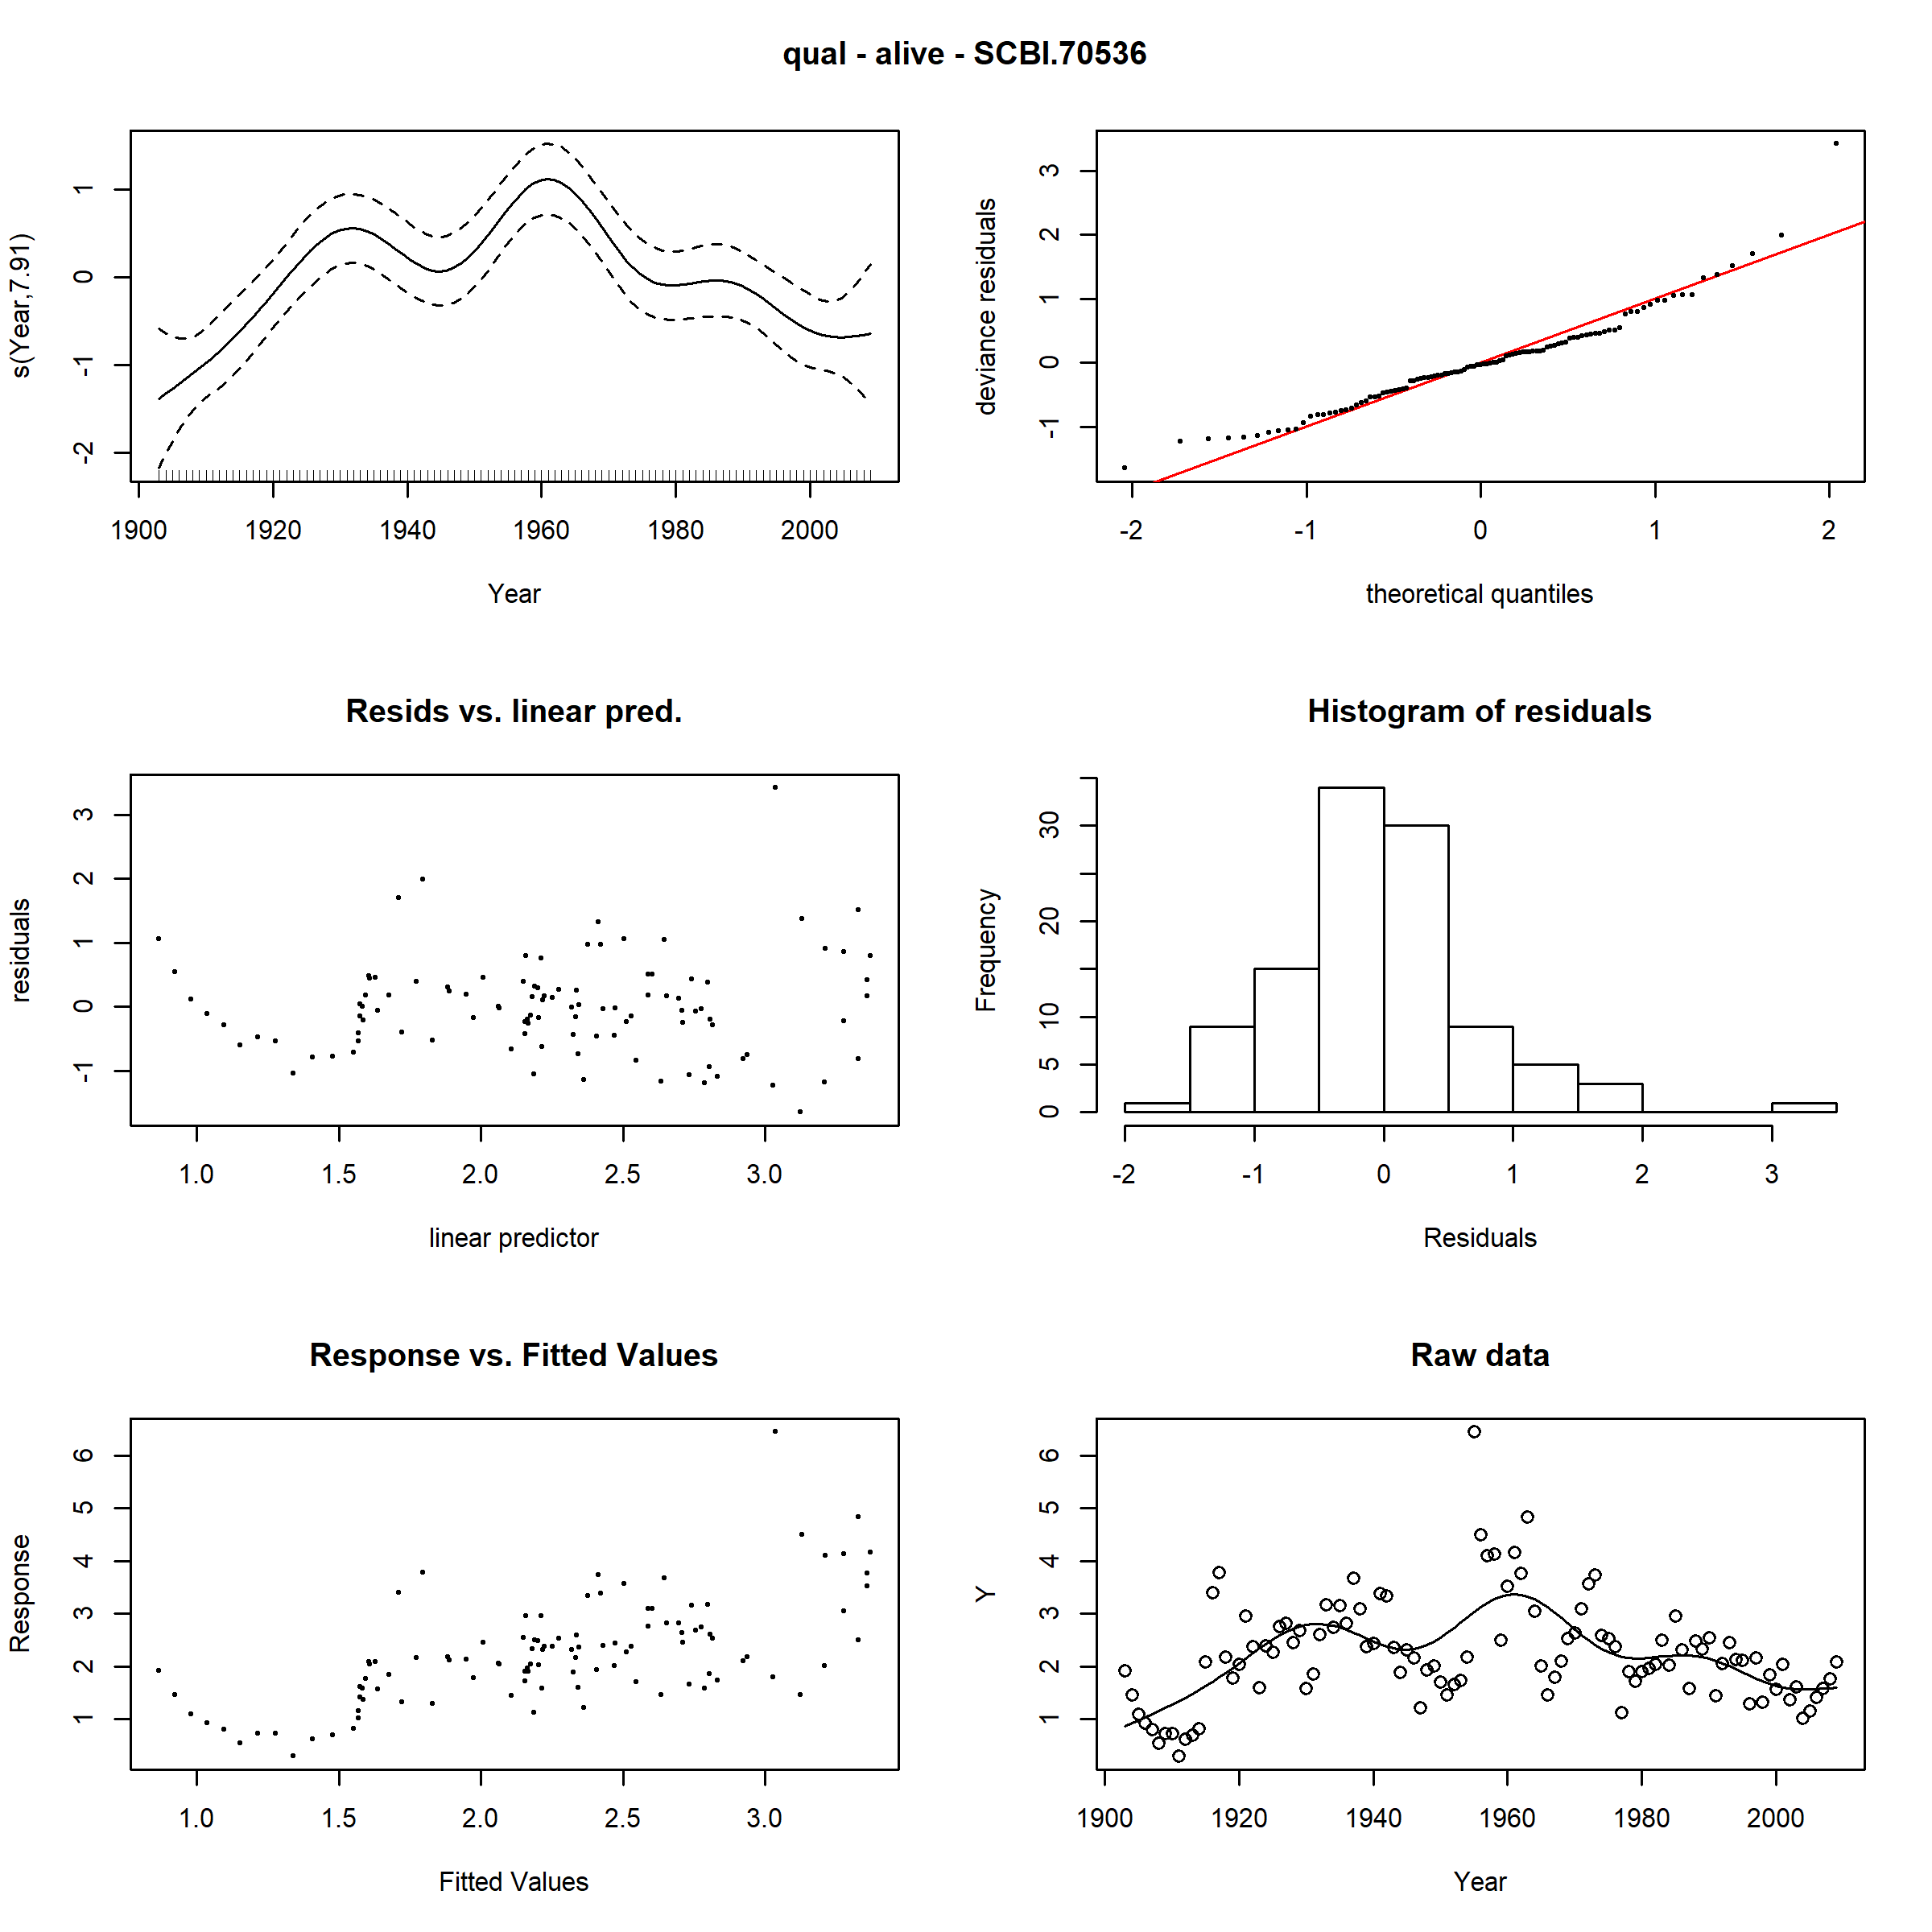 qual - alive - SCBI.70536
s(Year,7.91)
1
0
-1
-2
1900 1920 1940 1960 1980 2000
Year
deviance residuals
3
2
1
0
-1
-2 -1 0 1 2
theoretical quantiles
Resids vs. linear pred.
residuals
3
2
1
0
-1
1.0 1.5 2.0 2.5 3.0
linear predictor
Histogram of residuals
Frequency
30
20
10
5
0
-2 -1 0 1 2 3
Residuals
Response vs. Fitted Values
Response
6
5
4
3
2
1
1.0 1.5 2.0 2.5 3.0
Fitted Values
Raw data
Y
6
5
4
3
2
1
1900 1920 1940 1960 1980 2000
Year